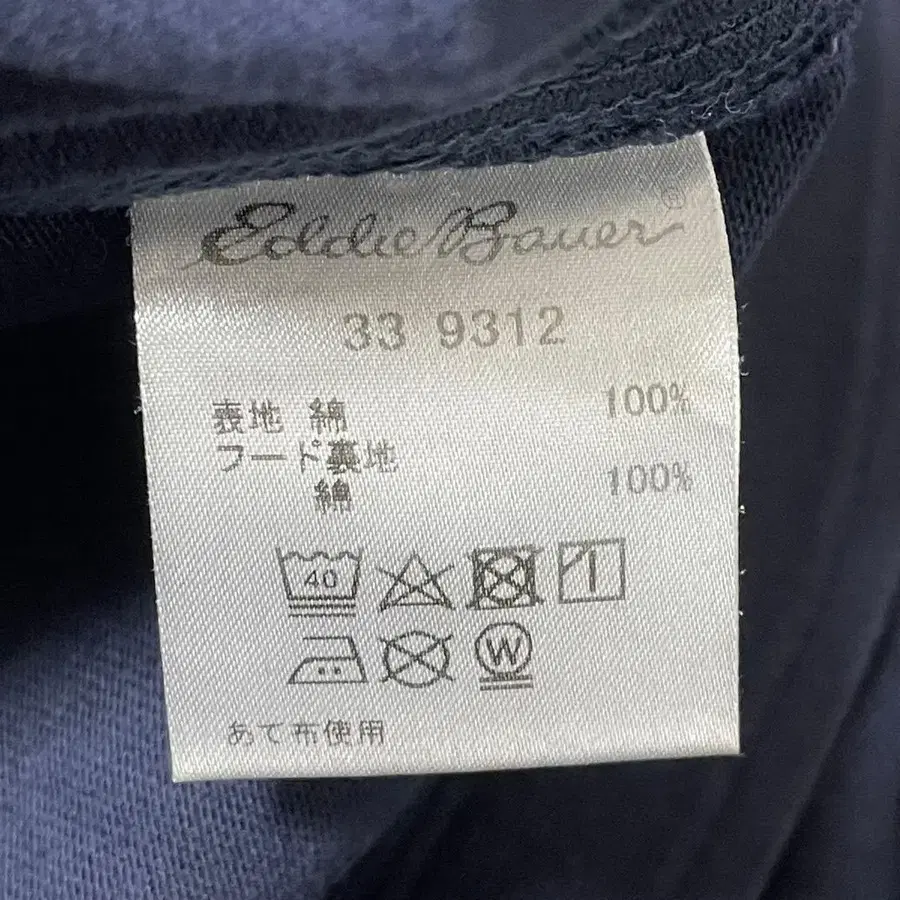 Eddie Bauer®
33 9312
表地 綿 100%
フード裏地
綿 100%
40
W
あて布使用